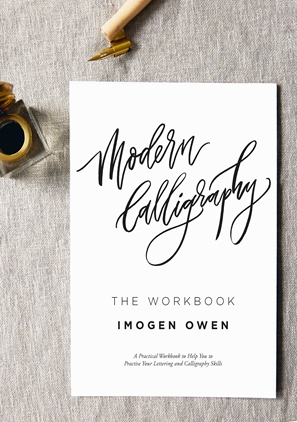 Modern
Calligraphy
THE WORKBOOK
IMOGEN OWEN
A Practical Workbook to Help You to
Practise Your Lettering and Calligraphy Skills